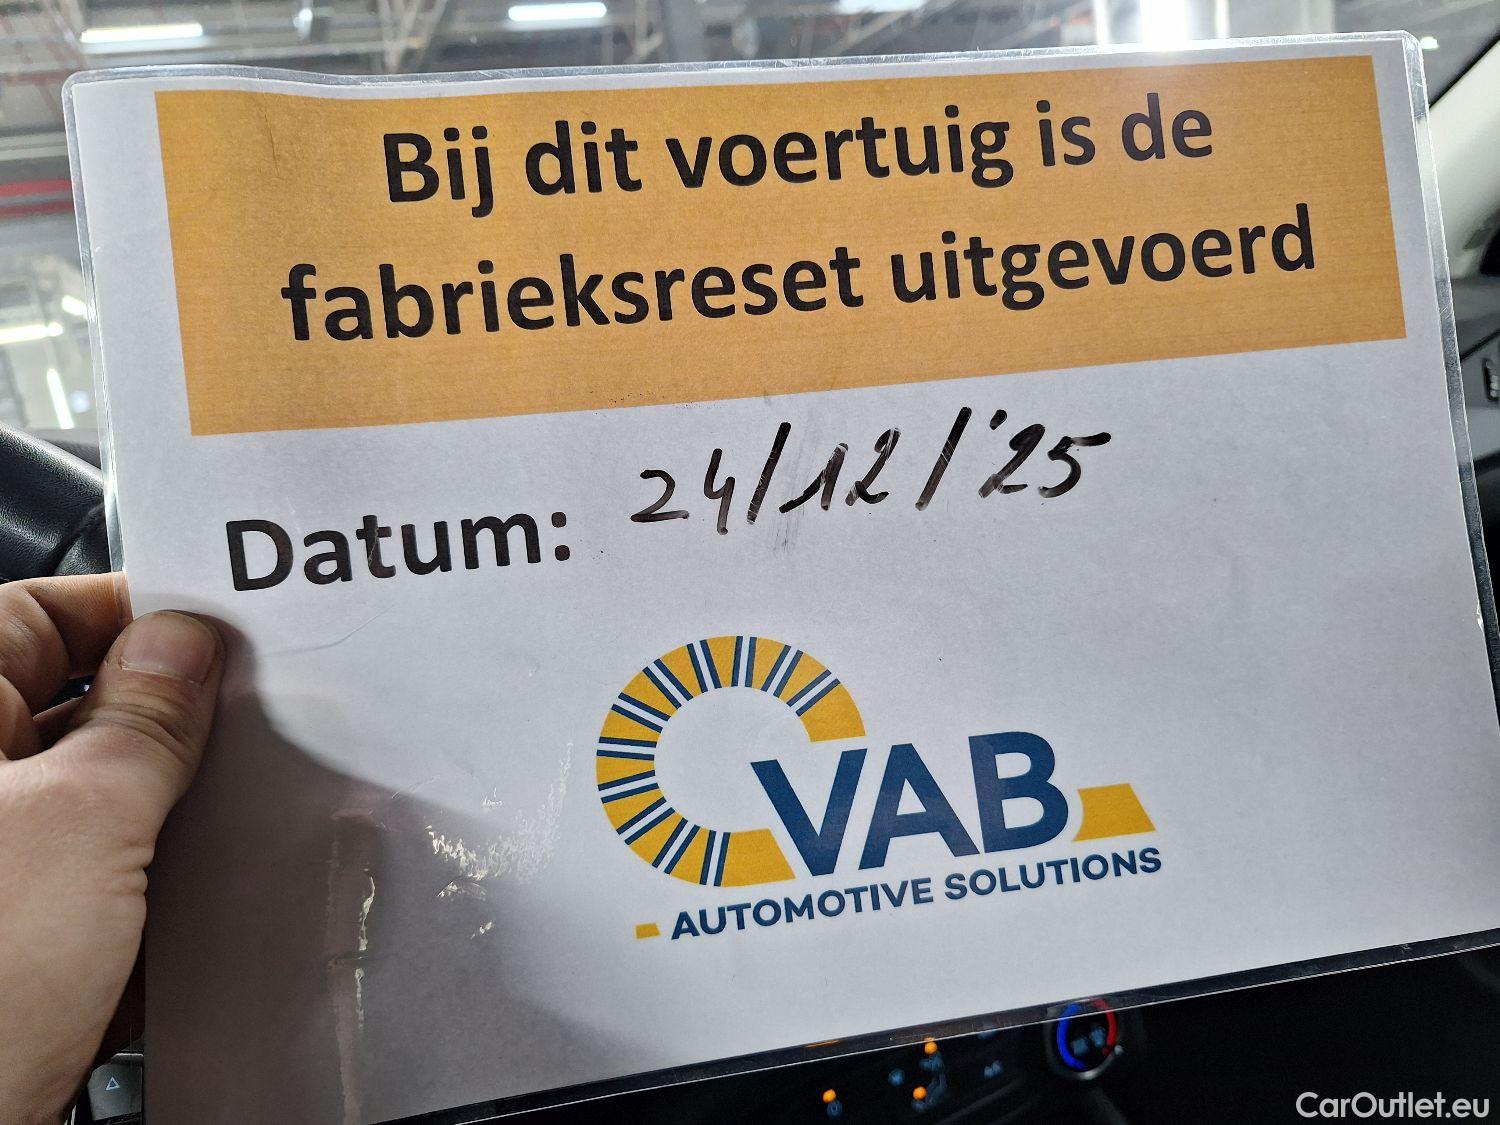 Bij dit voertuig is de
fabrieksreset uitgevoerd
Datum: 24/12/'25
VAB
AUTOMOTIVE SOLUTIONS
CarOutlet.eu